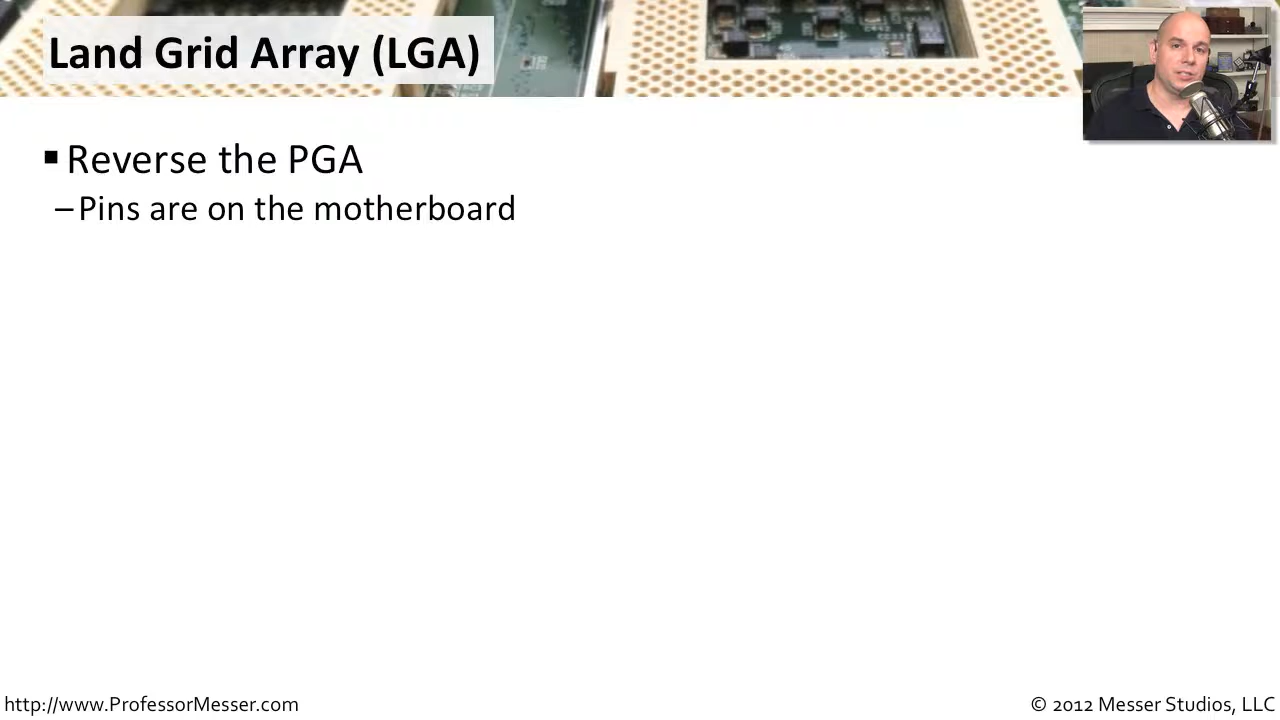 Land Grid Array (LGA)
▪ Reverse the PGA
– Pins are on the motherboard
http://www.ProfessorMesser.com
© 2012 Messer Studios, LLC